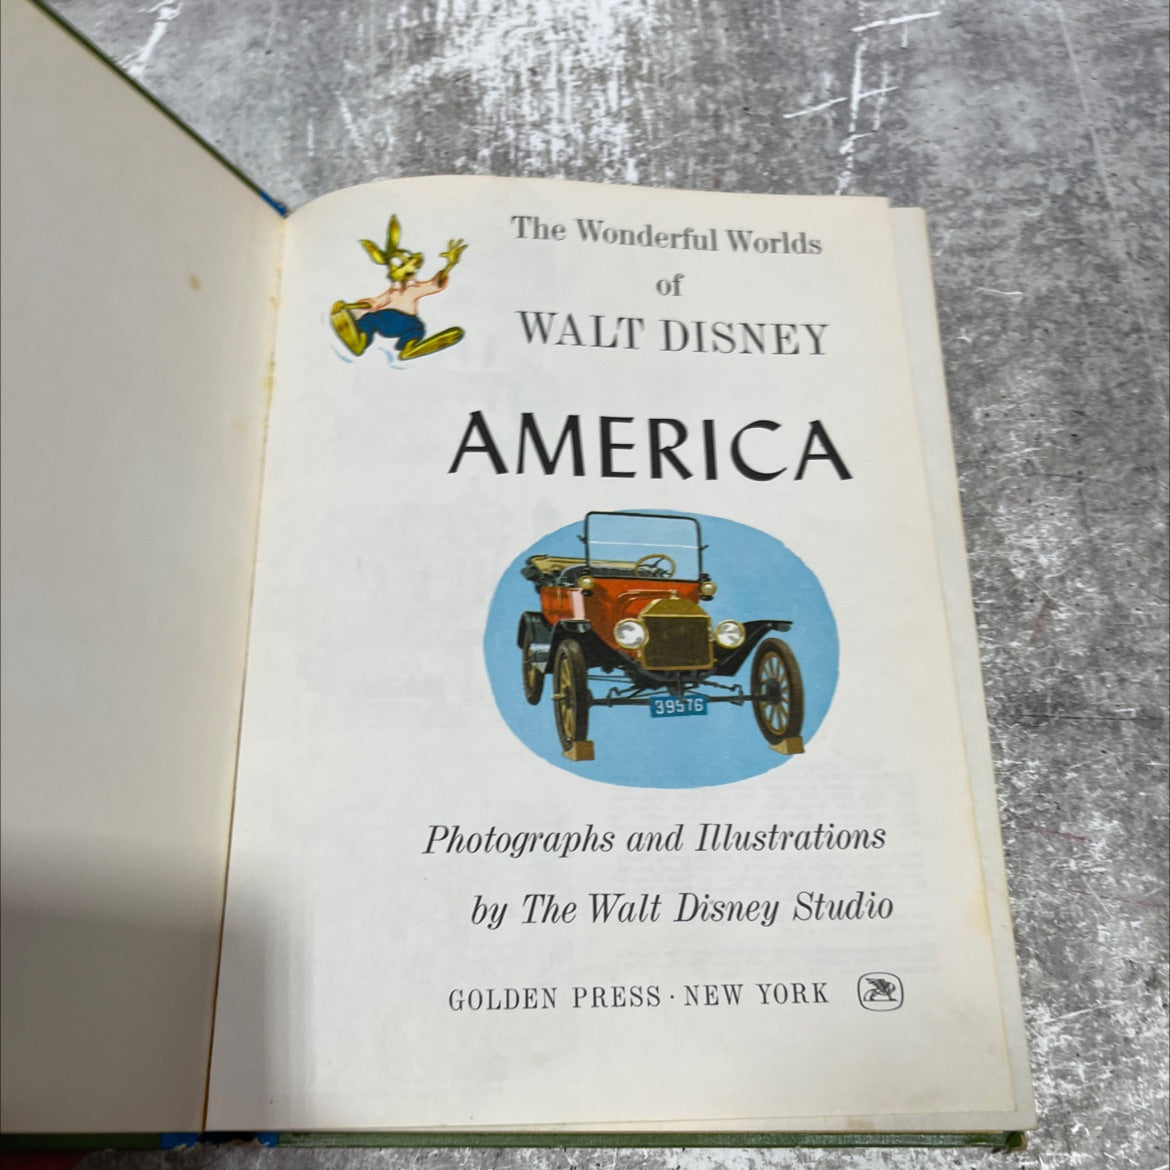 The Wonderful Worlds
of
WALT DISNEY
AMERICA
39576
Photographs and Illustrations
by The Walt Disney Studio
GOLDEN PRESS · NEW YORK